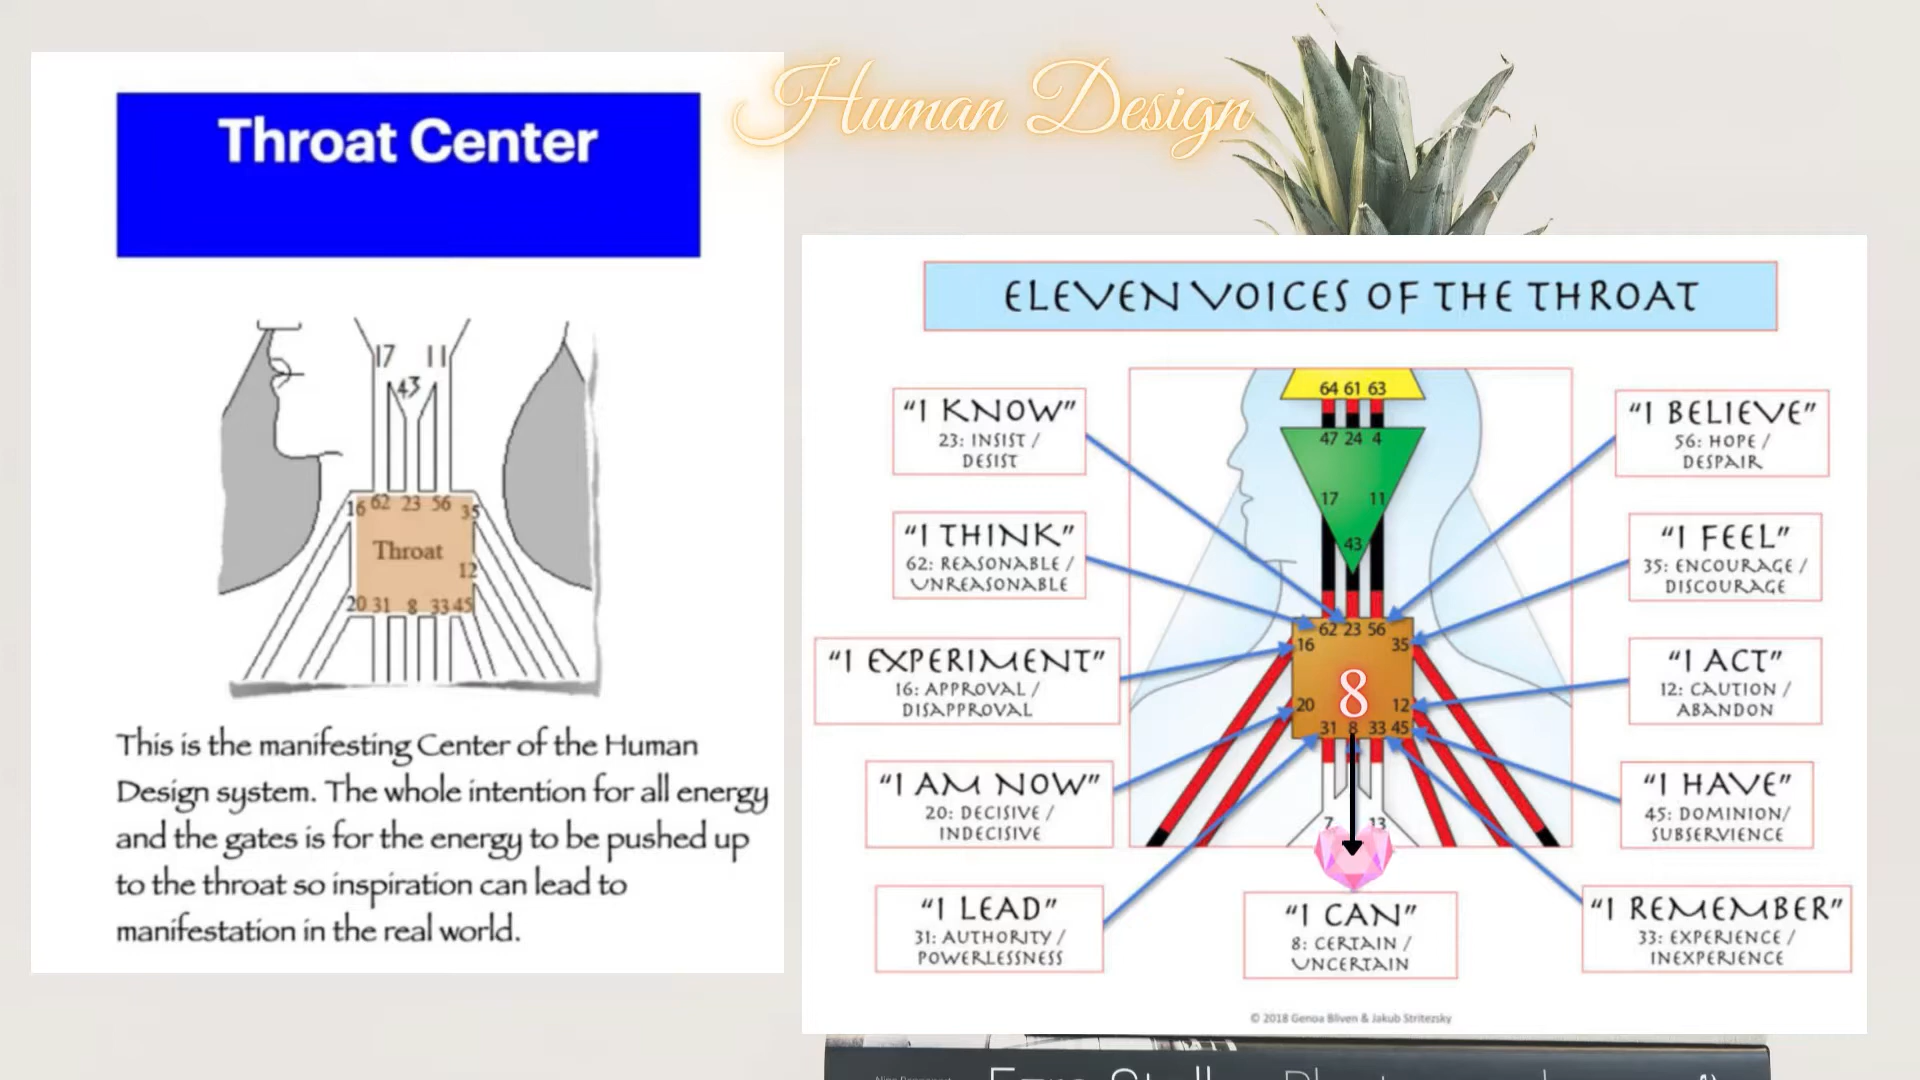 Human Design
Throat Center
17 11
43
16 62 23 56 35
Throat
12
20 31 8 33 45
This is the manifesting Center of the Human
Design system. The whole intention for all energy
and the gates is for the energy to be pushed up
to the throat so inspiration can lead to
manifestation in the real world.
ELEVEN VOICES OF THE THROAT
"I KNOW"
23: INSIST /
DESIST
"I THINK"
62: REASONABLE /
UNREASONABLE
"I EXPERIMENT"
16: APPROVAL /
DISAPPROVAL
"I AM NOW"
20: DECISIVE /
INDECISIVE
"I LEAD"
31: AUTHORITY /
POWERLESSNESS
64 61 63
47 24 4
17 11
43
62 23 56
16 35
8
20 12
31 8 33 45
7 13
"I CAN"
8: CERTAIN /
UNCERTAIN
"I BELIEVE"
56: HOPE /
DESPAIR
"I FEEL"
35: ENCOURAGE /
DISCOURAGE
"I ACT"
12: CAUTION /
ABANDON
"I HAVE"
45: DOMINION/
SUBSERVIENCE
"I REMEMBER"
33: EXPERIENCE /
INEXPERIENCE
© 2018 Genoa Bliven & Jakub Stritezsky